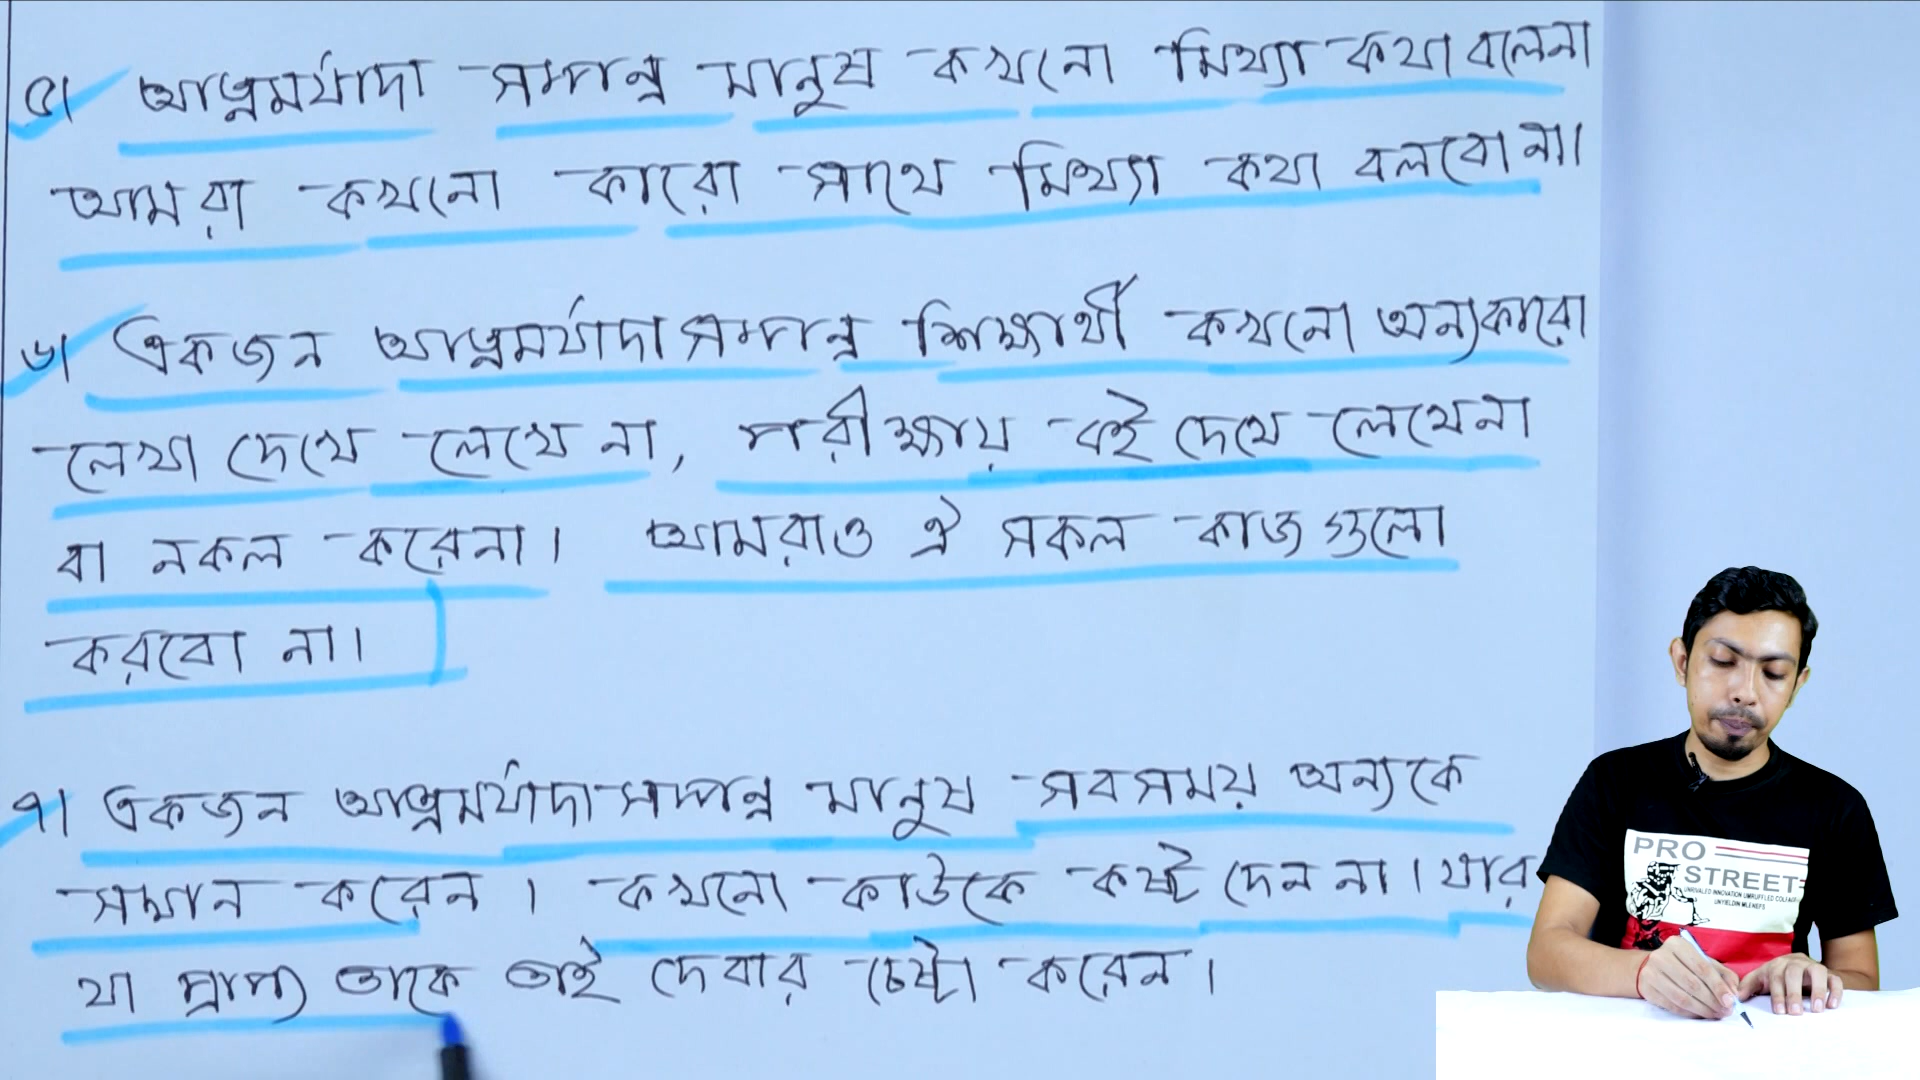 ৫। আত্মমর্যাদা সম্পন্ন মানুষ কখনো মিথ্যা কথা বলেনা
আমরা কখনো কারো সাথে মিথ্যা কথা বলবো না।
৬। একজন আত্মমর্যাদা সম্পন্ন শিক্ষার্থী কখনো অন্যকারো
লেখা দেখে লেখে না, পরীক্ষায় বই দেখে লেখেনা
বা নকল করেনা। আমরাও ঐ সকল কাজ গুলো
করবো না।
৭। একজন আত্মমর্যাদা সম্পন্ন মানুষ সবসময় অন্যকে
সম্মান করেন। কখনো কাউকে কষ্ট দেন না। যার
যা প্রাপ্য তাকে তাই দেবার চেষ্টা করেন।
PRO
STREET